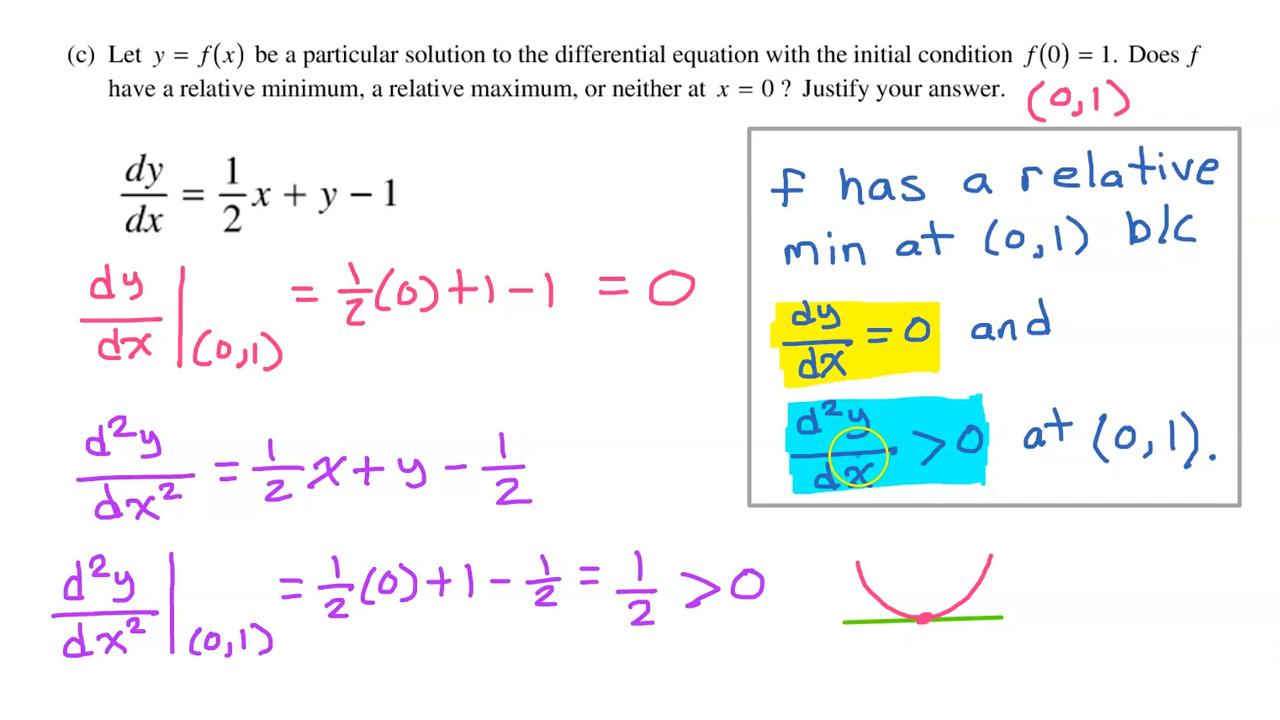 (c) Let y = f(x) be a particular solution to the differential equation with the initial condition f(0) = 1. Does f
have a relative minimum, a relative maximum, or neither at x = 0 ? Justify your answer.
(0,1)
dy/dx = 1/2 x + y − 1
dy/dx |(0,1) = 1/2(0)+1−1 = 0
d²y/dx² = 1/2 x + y − 1/2
d²y/dx² |(0,1) = 1/2(0)+1−1/2 = 1/2 >0
f has a relative
min at (0,1) b/c
dy/dx = 0 and
d²y/dx >0 at (0,1).